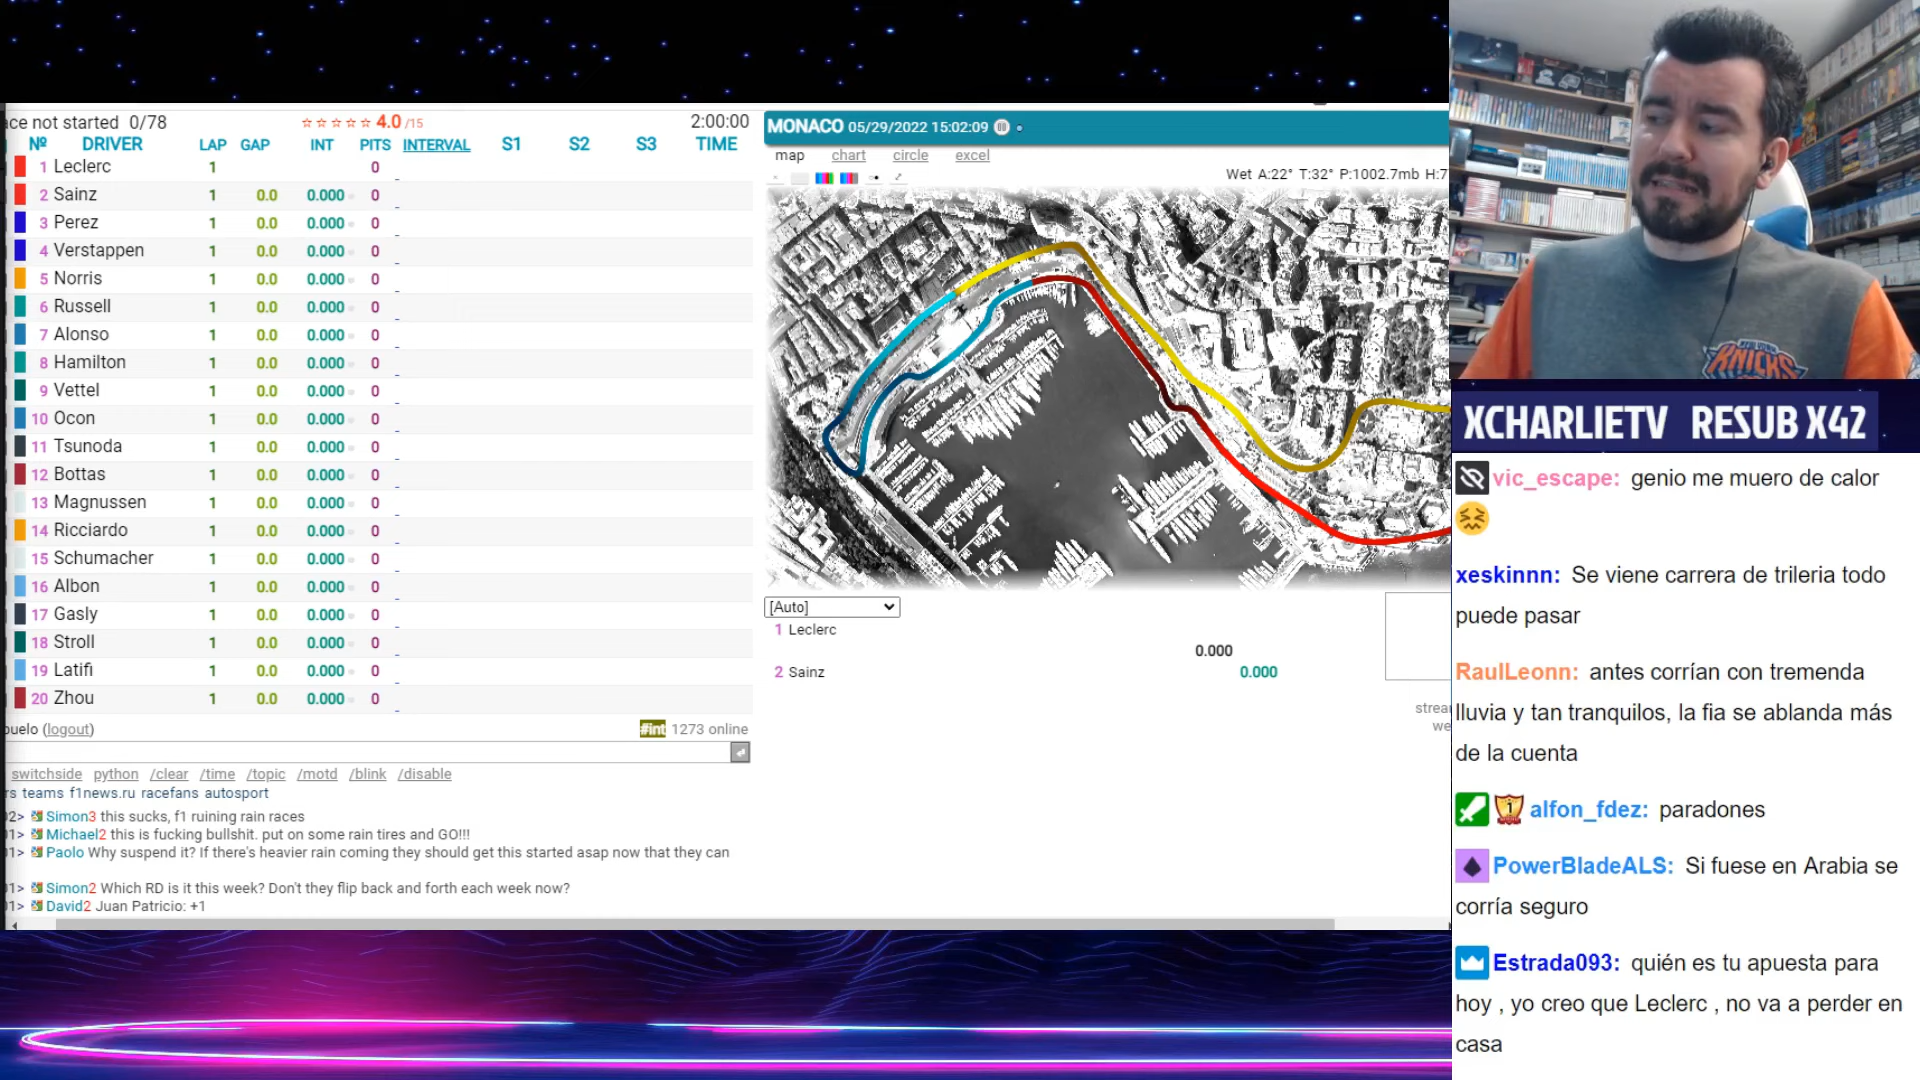 ace not started 0/78
☆☆☆☆☆ 4.0 /15
2:00:00
Nº DRIVER LAP GAP INT PITS INTERVAL S1 S2 S3 TIME
1 Leclerc 1 0
2 Sainz 1 0.0 0.000 0
3 Perez 1 0.0 0.000 0
4 Verstappen 1 0.0 0.000 0
5 Norris 1 0.0 0.000 0
6 Russell 1 0.0 0.000 0
7 Alonso 1 0.0 0.000 0
8 Hamilton 1 0.0 0.000 0
9 Vettel 1 0.0 0.000 0
10 Ocon 1 0.0 0.000 0
11 Tsunoda 1 0.0 0.000 0
12 Bottas 1 0.0 0.000 0
13 Magnussen 1 0.0 0.000 0
14 Ricciardo 1 0.0 0.000 0
15 Schumacher 1 0.0 0.000 0
16 Albon 1 0.0 0.000 0
17 Gasly 1 0.0 0.000 0
18 Stroll 1 0.0 0.000 0
19 Latifi 1 0.0 0.000 0
20 Zhou 1 0.0 0.000 0
ouelo (logout)
#int 1273 online
switchside python /clear /time /topic /motd /blink /disable
rs teams f1news.ru racefans autosport
02> Simon3 this sucks, f1 ruining rain races
01> Michael2 this is fucking bullshit. put on some rain tires and GO!!!
01> Paolo Why suspend it? If there's heavier rain coming they should get this started asap now that they can
01> Simon2 Which RD is it this week? Don't they flip back and forth each week now?
01> David2 Juan Patricio: +1
MONACO 05/29/2022 15:02:09
map chart circle excel
Wet A:22° T:32° P:1002.7mb H:7
[Auto]
1 Leclerc
0.000
2 Sainz
0.000
strea
we
NEW YORK
KNICKS
XCHARLIETV RESUB X42
vic_escape: genio me muero de calor
😖
xeskinnn: Se viene carrera de trileria todo
puede pasar
RaulLeonn: antes corrían con tremenda
lluvia y tan tranquilos, la fia se ablanda más
de la cuenta
alfon_fdez: paradones
PowerBladeALS: Si fuese en Arabia se
corría seguro
Estrada093: quién es tu apuesta para
hoy , yo creo que Leclerc , no va a perder en
casa